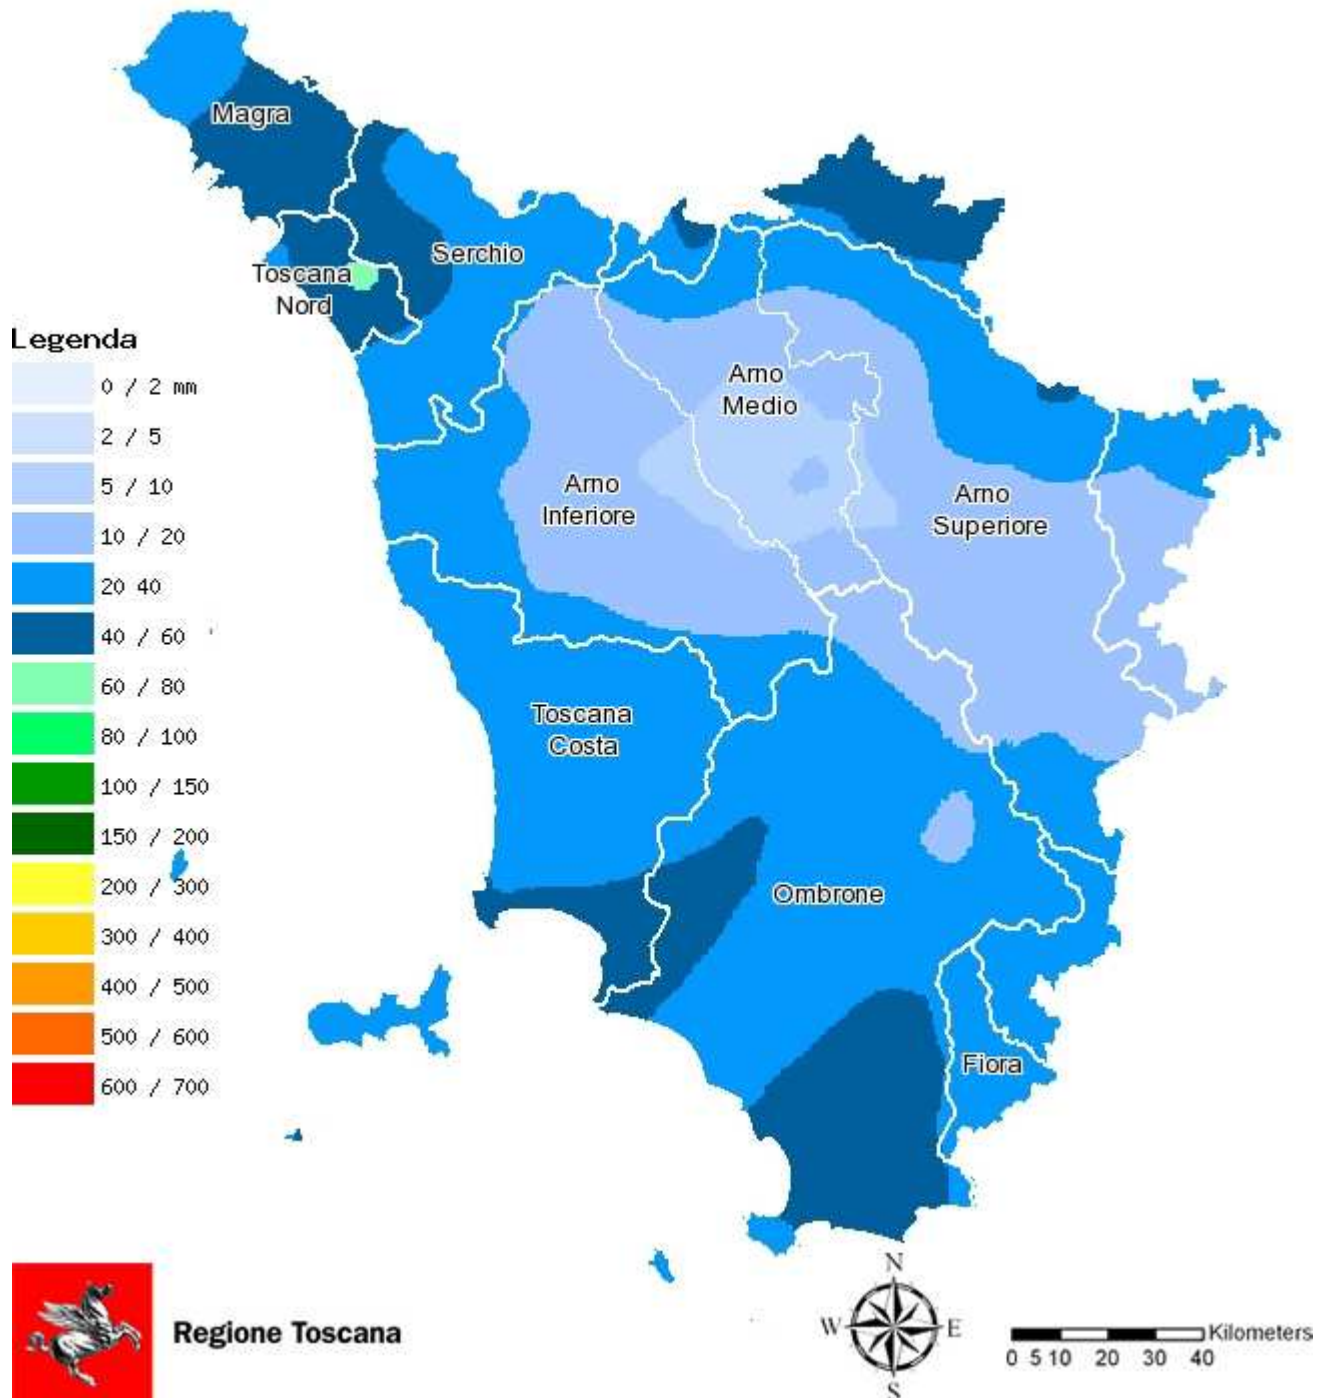 Magra
Serchio
Toscana
Nord
Legenda
0 / 2 mm
2 / 5
5 / 10
10 / 20
20 40
40 / 60
60 / 80
80 / 100
100 / 150
150 / 200
200 / 300
300 / 400
400 / 500
500 / 600
600 / 700
Arno
Medio
Arno
Inferiore
Arno
Superiore
Toscana
Costa
Ombrone
Fiora
Regione Toscana
N
W E
S
Kilometers
0 5 10 20 30 40